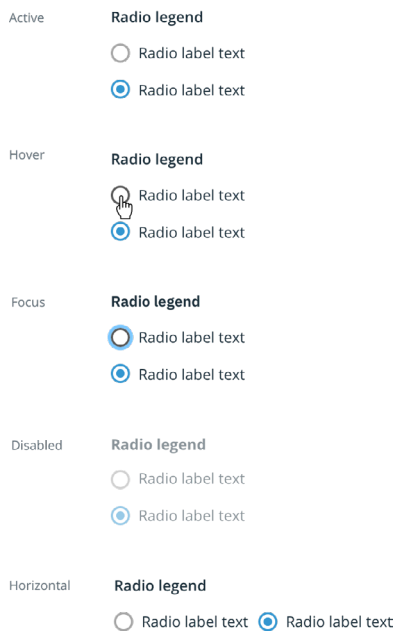 Active Radio legend
Radio label text
Radio label text
Hover Radio legend
Radio label text
Radio label text
Focus Radio legend
Radio label text
Radio label text
Disabled Radio legend
Radio label text
Radio label text
Horizontal Radio legend
Radio label text Radio label text